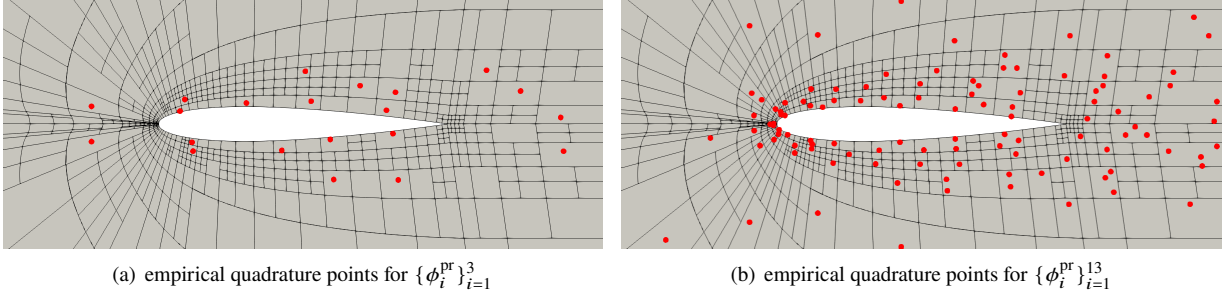 (a) empirical quadrature points for {ϕ_i^pr}_{i=1}^3
(b) empirical quadrature points for {ϕ_i^pr}_{i=1}^13